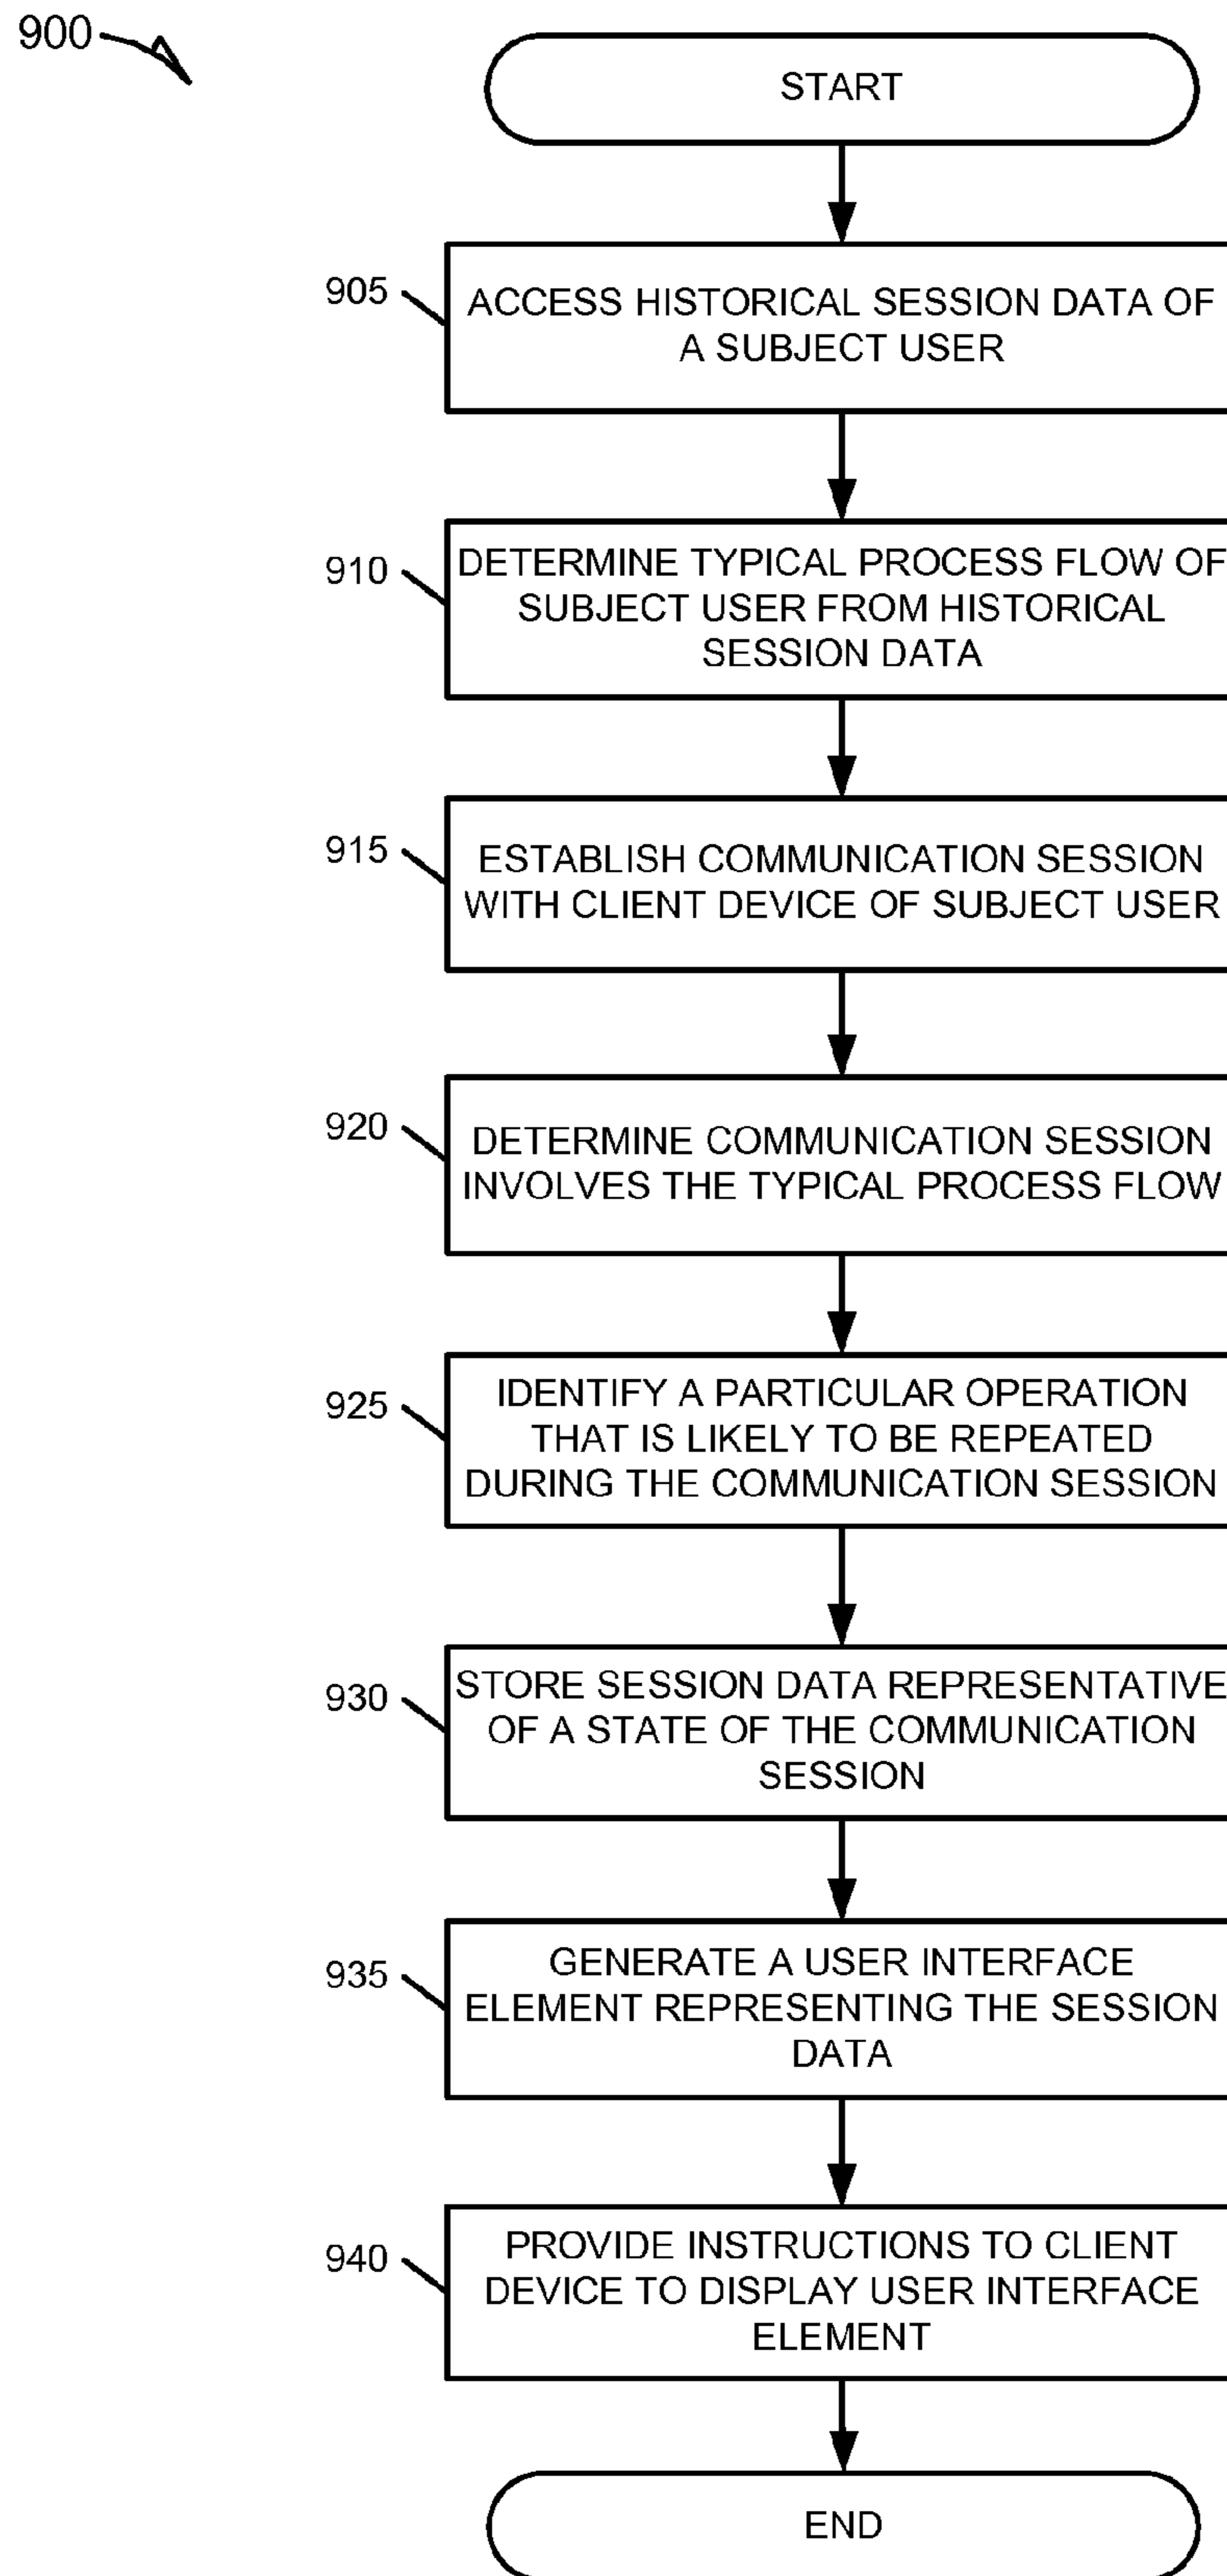 900
START
905
ACCESS HISTORICAL SESSION DATA OF
A SUBJECT USER
910
DETERMINE TYPICAL PROCESS FLOW OF
SUBJECT USER FROM HISTORICAL
SESSION DATA
915
ESTABLISH COMMUNICATION SESSION
WITH CLIENT DEVICE OF SUBJECT USER
920
DETERMINE COMMUNICATION SESSION
INVOLVES THE TYPICAL PROCESS FLOW
925
IDENTIFY A PARTICULAR OPERATION
THAT IS LIKELY TO BE REPEATED
DURING THE COMMUNICATION SESSION
930
STORE SESSION DATA REPRESENTATIVE
OF A STATE OF THE COMMUNICATION
SESSION
935
GENERATE A USER INTERFACE
ELEMENT REPRESENTING THE SESSION
DATA
940
PROVIDE INSTRUCTIONS TO CLIENT
DEVICE TO DISPLAY USER INTERFACE
ELEMENT
END